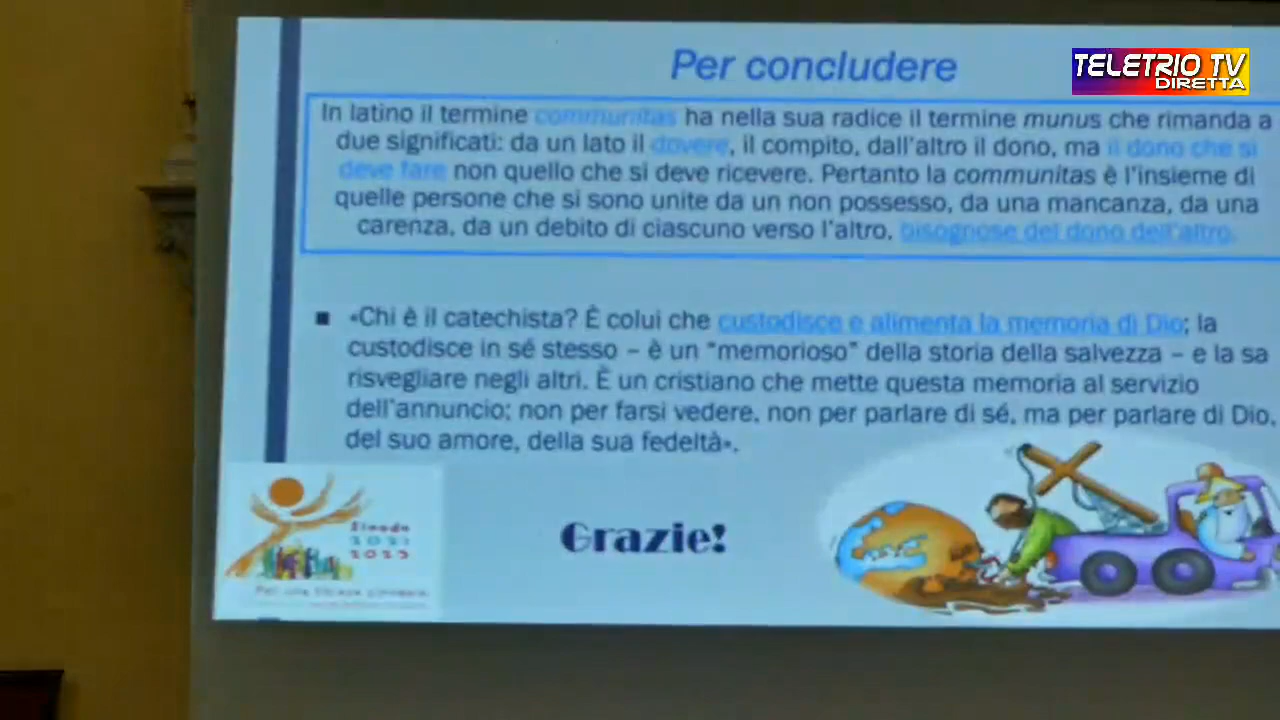 Per concludere
TELETRIO TV
DIRETTA
In latino il termine communitas ha nella sua radice il termine munus che rimanda a
due significati: da un lato il dovere, il compito, dall'altro il dono, ma il dono che si
deve fare non quello che si deve ricevere. Pertanto la communitas è l'insieme di
quelle persone che si sono unite da un non possesso, da una mancanza, da una
carenza, da un debito di ciascuno verso l'altro, bisognose del dono dell'altro.
«Chi è il catechista? È colui che custodisce e alimenta la memoria di Dio; la
custodisce in sé stesso – è un "memorioso" della storia della salvezza – e la sa
risvegliare negli altri. È un cristiano che mette questa memoria al servizio
dell'annuncio; non per farsi vedere, non per parlare di sé, ma per parlare di Dio,
del suo amore, della sua fedeltà».
Sinodo
2021
2023
Per una Chiesa sinodale
Grazie!